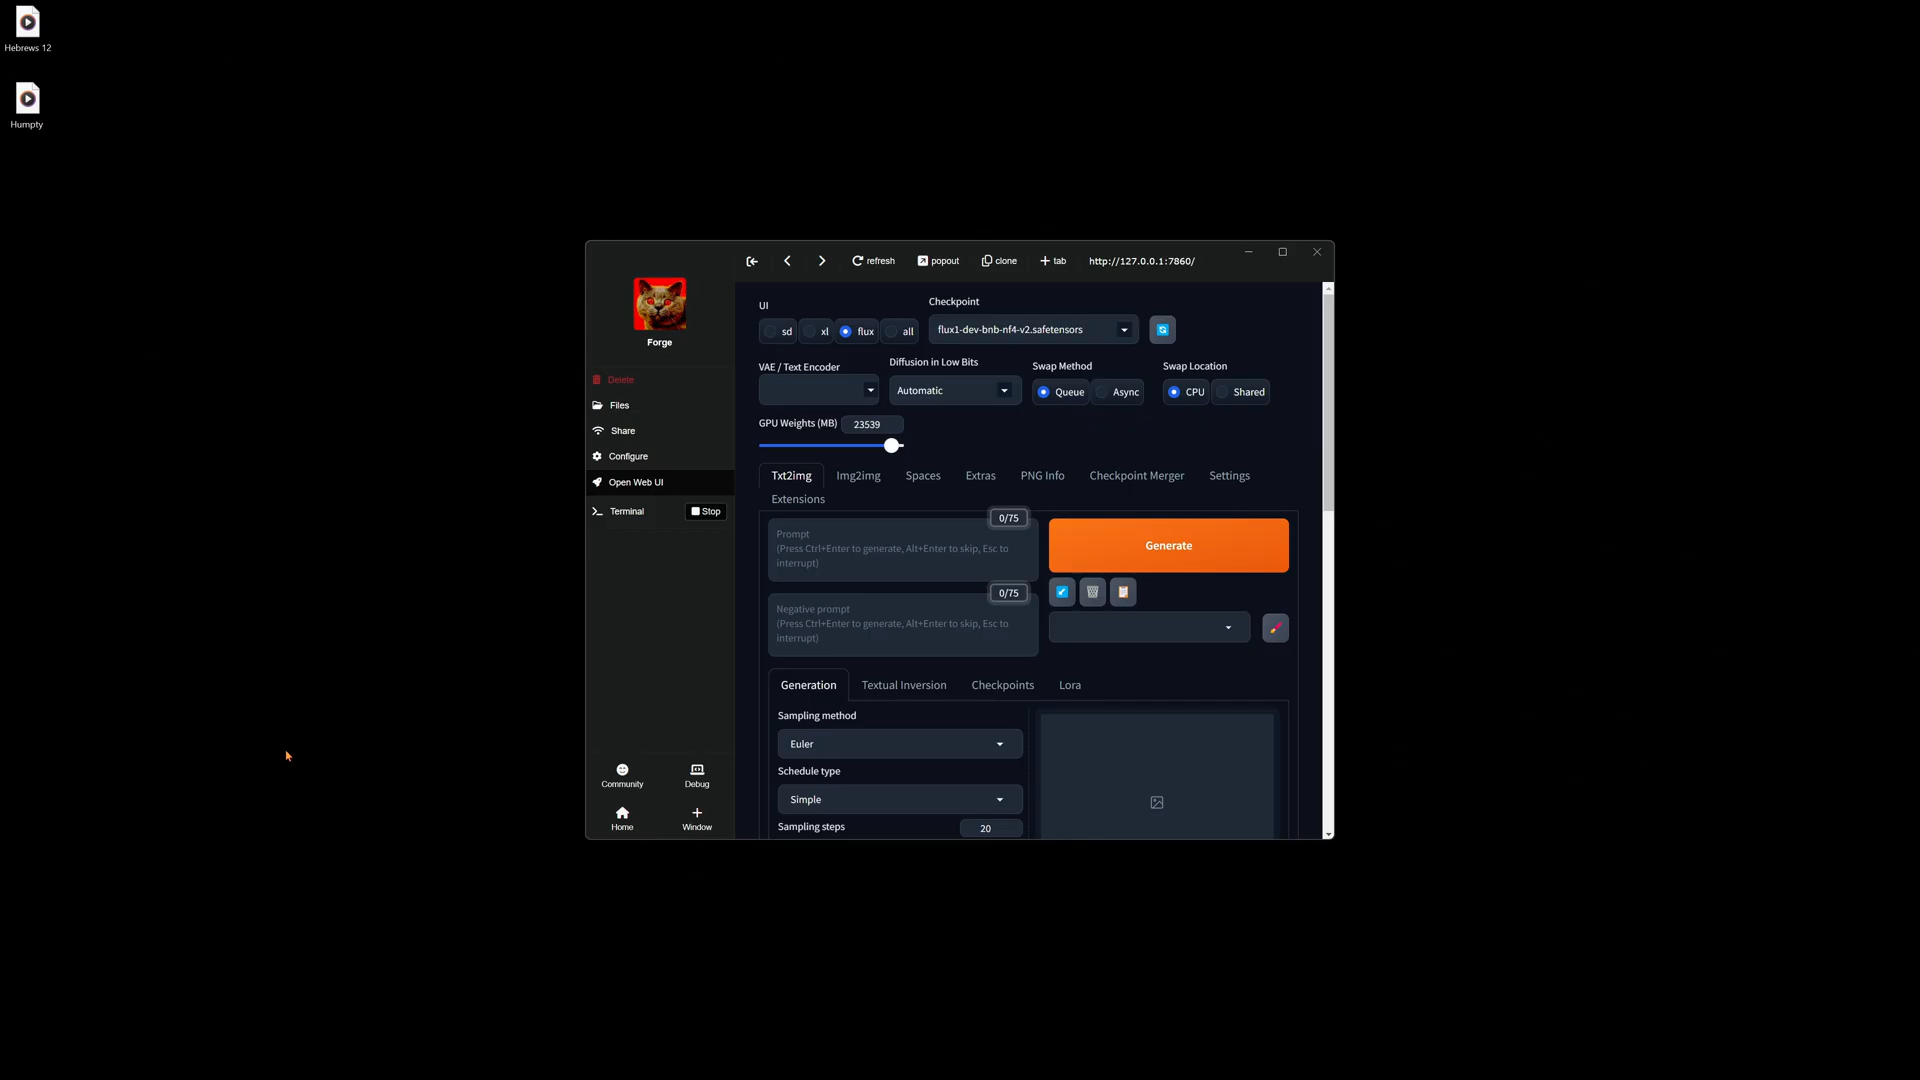 Hebrews 12
Humpty
refresh
popout
clone
tab
http://127.0.0.1:7860/
Forge
Delete
Files
Share
Configure
Open Web UI
Terminal
Stop
Community
Debug
Home
Window
UI
sd
xl
flux
all
Checkpoint
flux1-dev-bnb-nf4-v2.safetensors
VAE / Text Encoder
Diffusion in Low Bits
Automatic
Swap Method
Queue
Async
Swap Location
CPU
Shared
GPU Weights (MB)
23539
Txt2img
Img2img
Spaces
Extras
PNG Info
Checkpoint Merger
Settings
Extensions
0/75
Prompt
(Press Ctrl+Enter to generate, Alt+Enter to skip, Esc to
interrupt)
Generate
0/75
Negative prompt
(Press Ctrl+Enter to generate, Alt+Enter to skip, Esc to
interrupt)
Generation
Textual Inversion
Checkpoints
Lora
Sampling method
Euler
Schedule type
Simple
Sampling steps
20